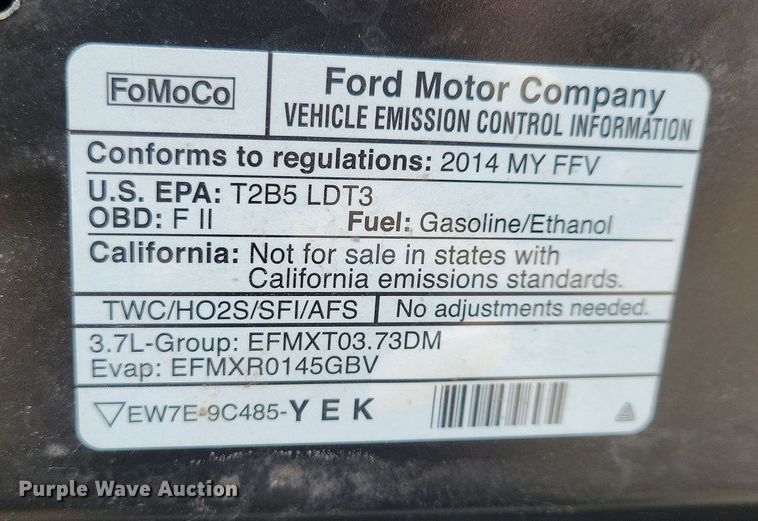 FoMoCo
Ford Motor Company
VEHICLE EMISSION CONTROL INFORMATION
Conforms to regulations: 2014 MY FFV
U.S. EPA: T2B5 LDT3
OBD: F II Fuel: Gasoline/Ethanol
California: Not for sale in states with
California emissions standards.
TWC/HO2S/SFI/AFS No adjustments needed.
3.7L-Group: EFMXT03.73DM
Evap: EFMXR0145GBV
EW7E-9C485-YEK
Purple Wave Auction